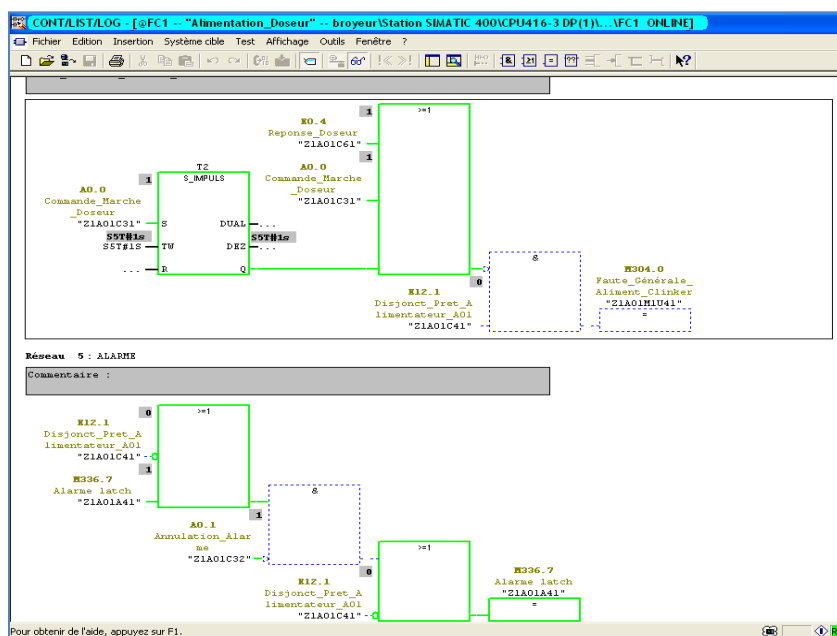 CONT/LIST/LOG - [@FC1 -- "Alimentation_Doseur" -- broyeur\Station SIMATIC 400\CPU416-3 DP(1)\...\FC1 ONLINE]
Fichier Edition Insertion Système cible Test Affichage Outils Fenêtre ?
1
>=1
E0.4
Reponse_Doseur
"Z1A01C61"
1
T2
S_IMPULS
A0.0
Commande_Marche
_Doseur
"Z1A01C31"
1
A0.0
Commande_Marche
_Doseur
"Z1A01C31"
S
DUAL
...
S5T#1s
S5T#1S
TW
S5T#1s
DEZ
...
...
R
Q
&
0
E12.1
Disjonct_Pret_A
limentateur_A01
"Z1A01C41"
M304.0
Faute_Générale_
Aliment_Clinker
"Z1A01M1U41"
=
Réseau 5 : ALARME
Commentaire :
0
>=1
E12.1
Disjonct_Pret_A
limentateur_A01
"Z1A01C41"
1
M336.7
Alarme latch
"Z1A01A41"
&
1
A0.1
Annulation_Alar
me
"Z1A01C32"
>=1
0
E12.1
Disjonct_Pret_A
limentateur_A01
"Z1A01C41"
M336.7
Alarme latch
"Z1A01A41"
=
Pour obtenir de l'aide, appuyez sur F1.